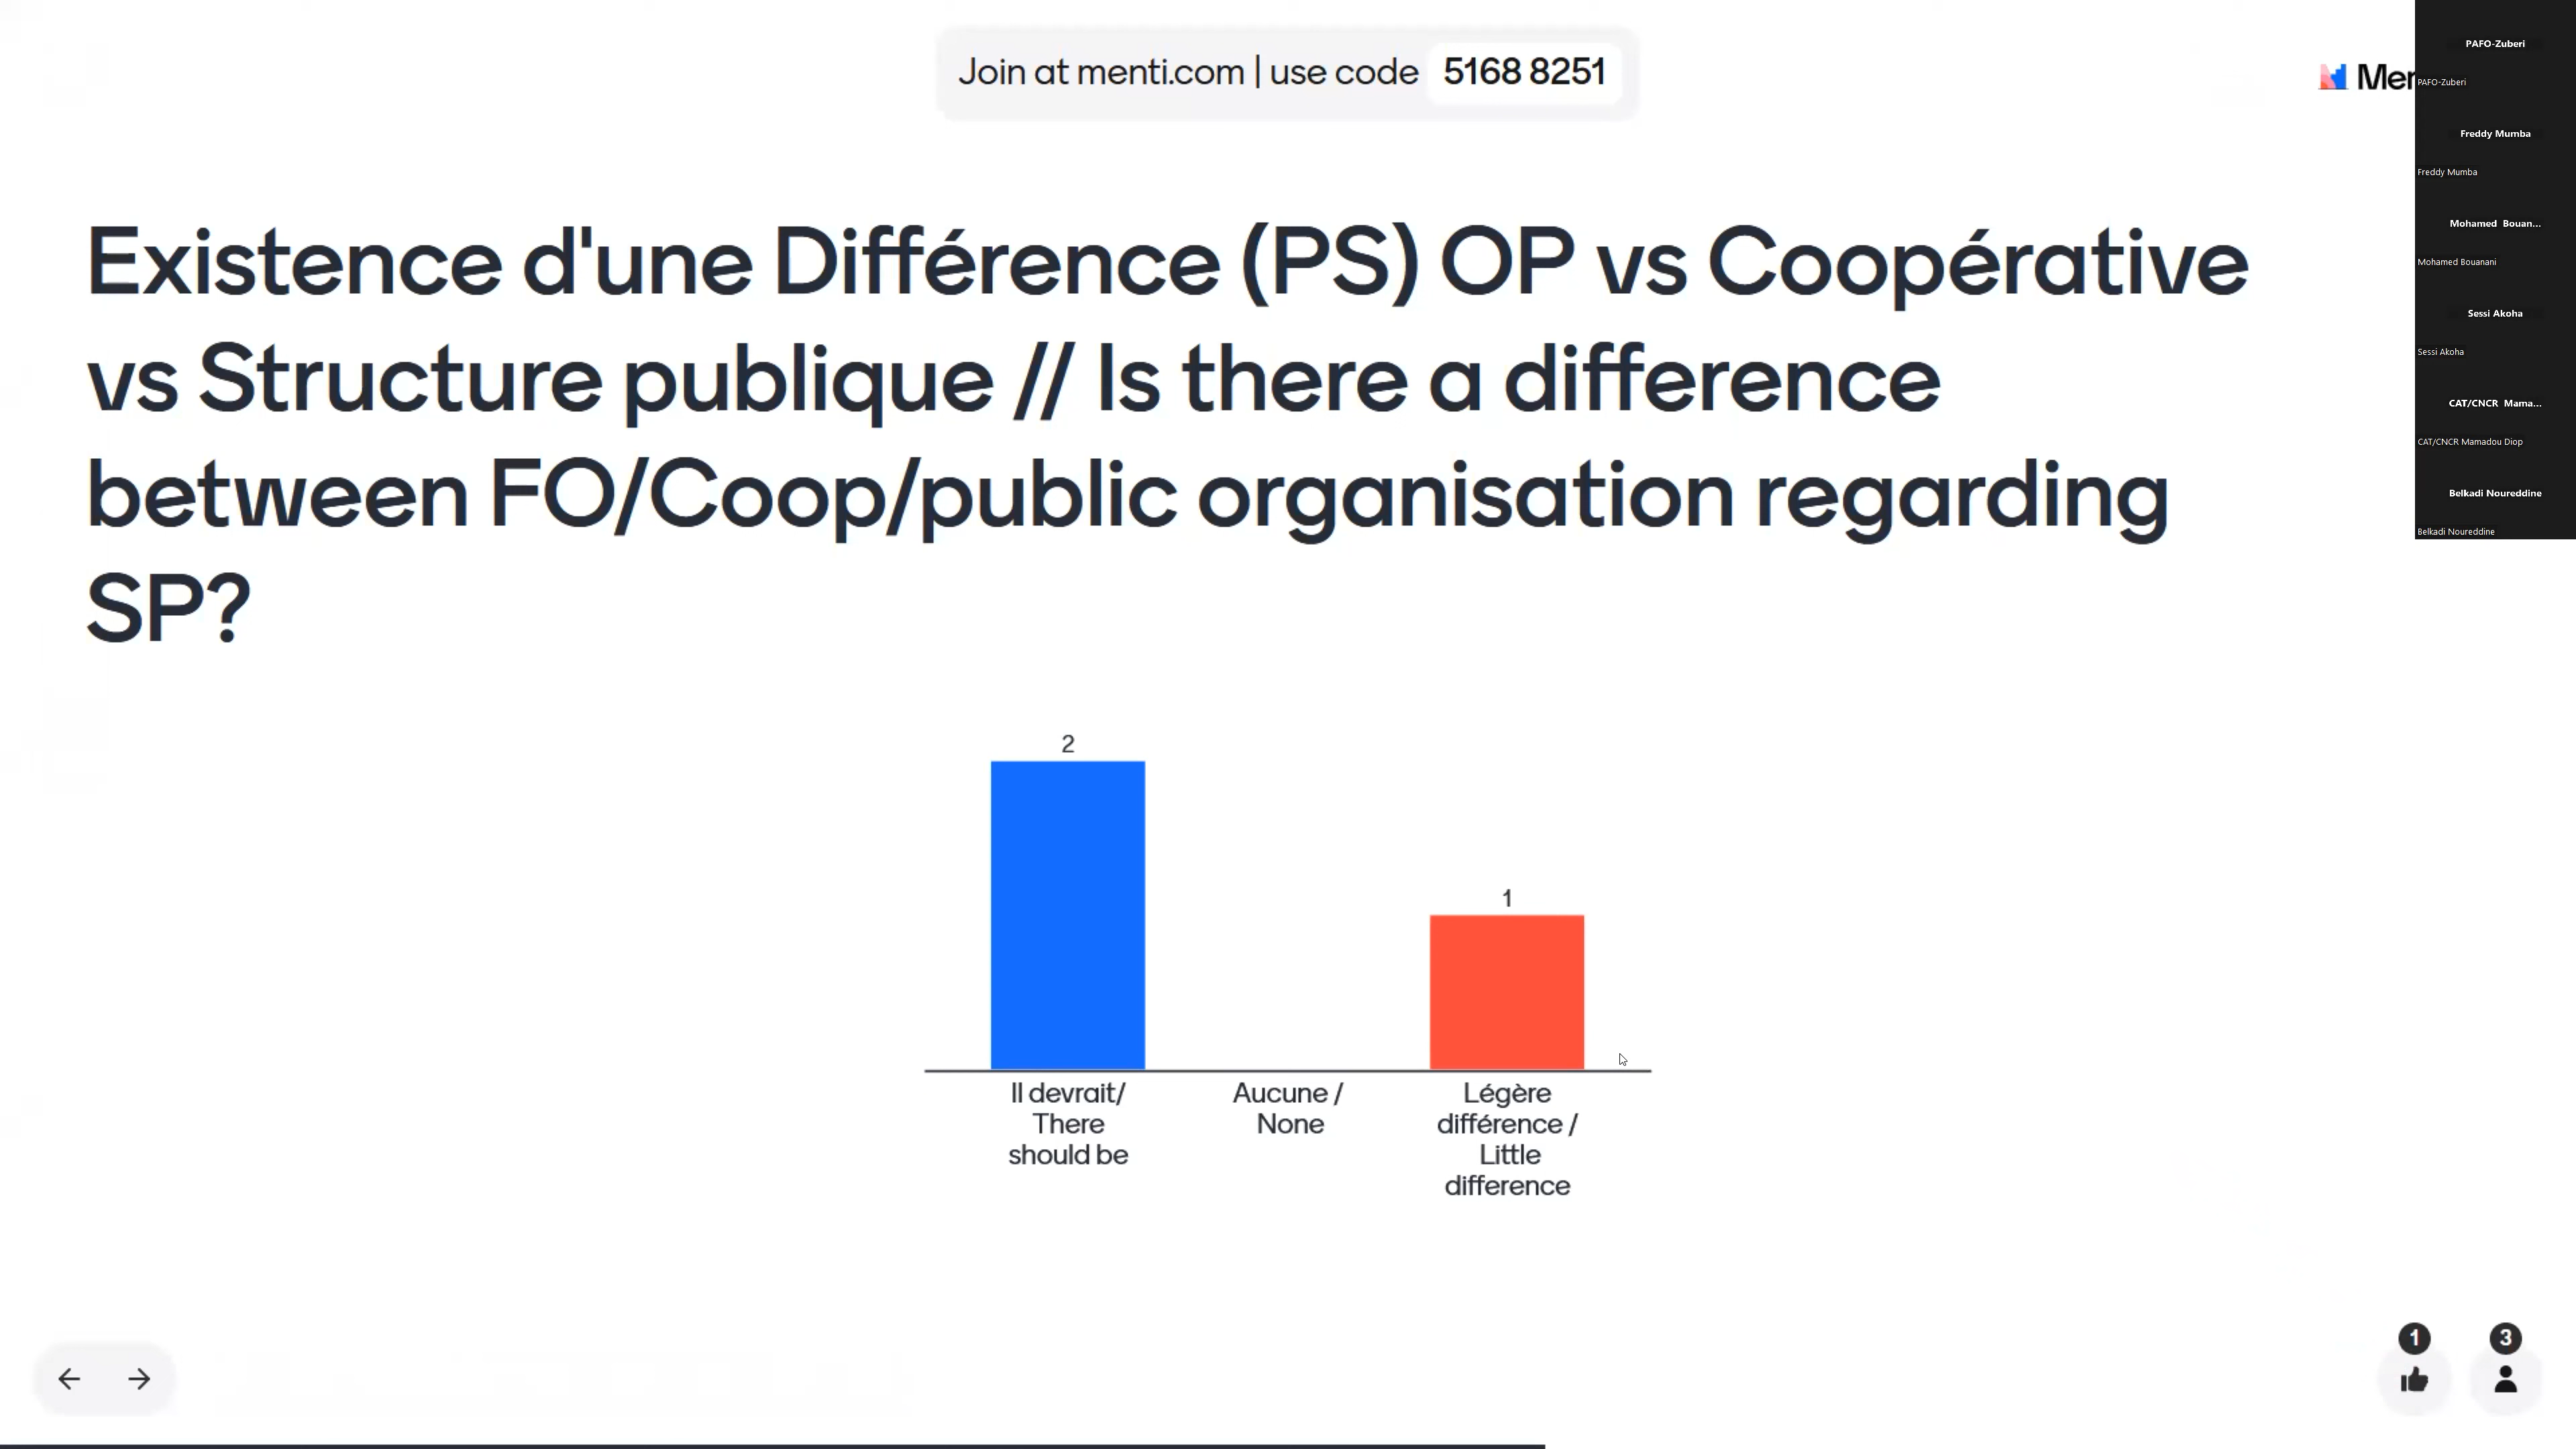 Join at menti.com | use code 5168 8251
Existence d'une Différence (PS) OP vs Coopérative
vs Structure publique // Is there a difference
between FO/Coop/public organisation regarding
SP?
2
1
Il devrait/
There
should be
Aucune /
None
Légère
différence /
Little
difference
1
3
PAFO-Zuberi
PAFO-Zuberi
Freddy Mumba
Freddy Mumba
Mohamed Bouan...
Mohamed Bouanani
Sessi Akoha
Sessi Akoha
CAT/CNCR Mama...
CAT/CNCR Mamadou Diop
Belkadi Noureddine
Belkadi Noureddine